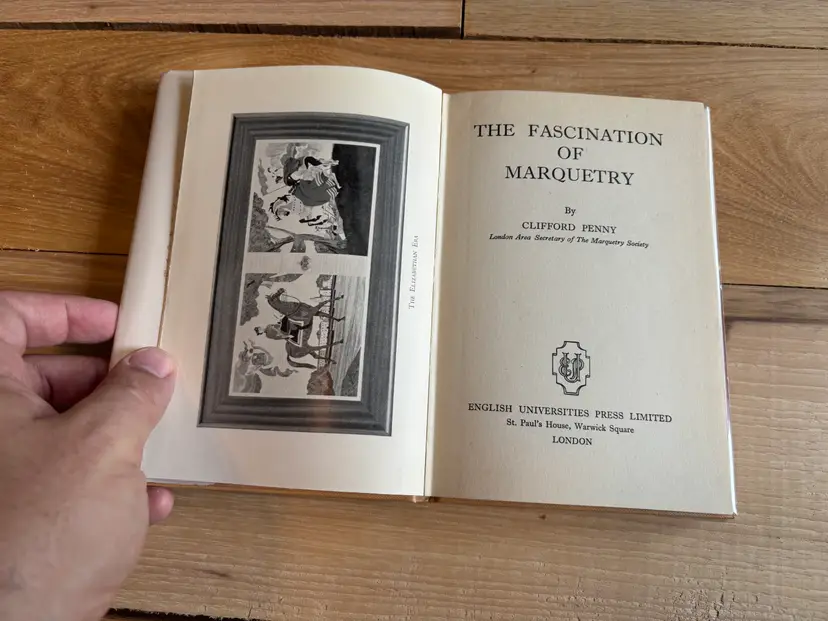 THE ELIZABETHAN ERA
THE FASCINATION
OF
MARQUETRY
By
CLIFFORD PENNY
London Area Secretary of The Marquetry Society
EUP
ENGLISH UNIVERSITIES PRESS LIMITED
St. Paul's House, Warwick Square
LONDON